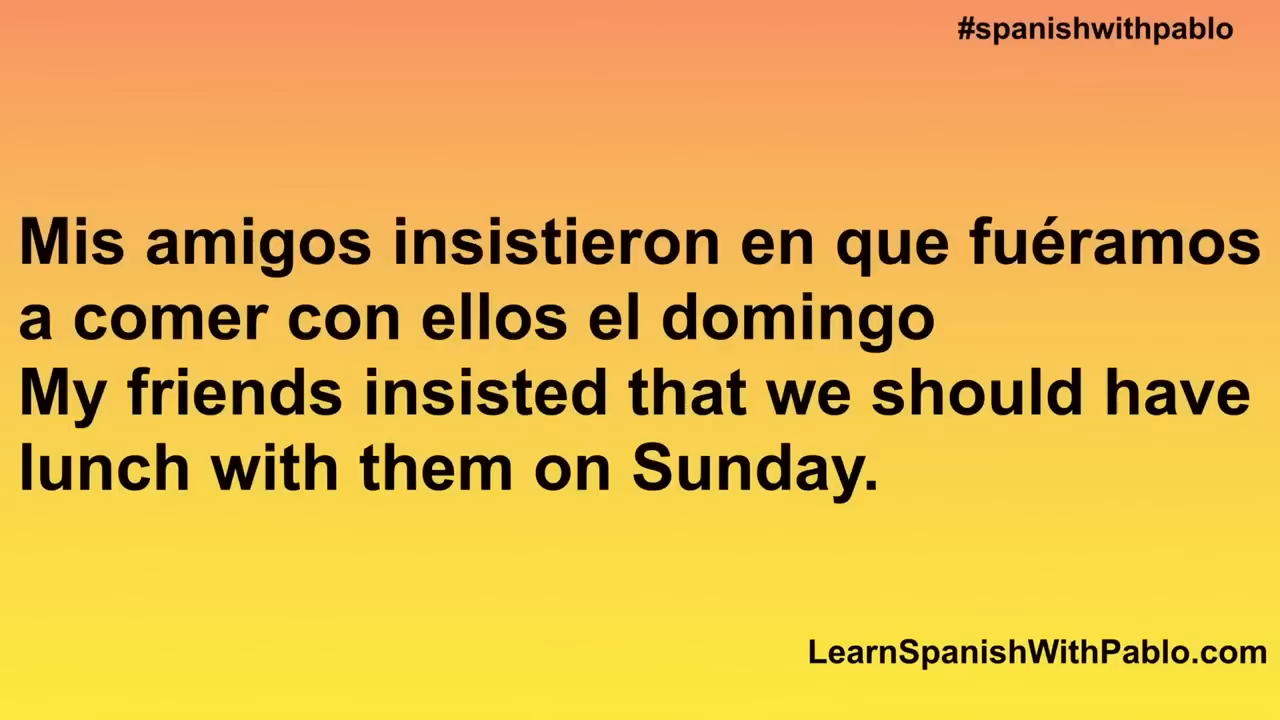 #spanishwithpablo
Mis amigos insistieron en que fuéramos
a comer con ellos el domingo
My friends insisted that we should have
lunch with them on Sunday.
LearnSpanishWithPablo.com